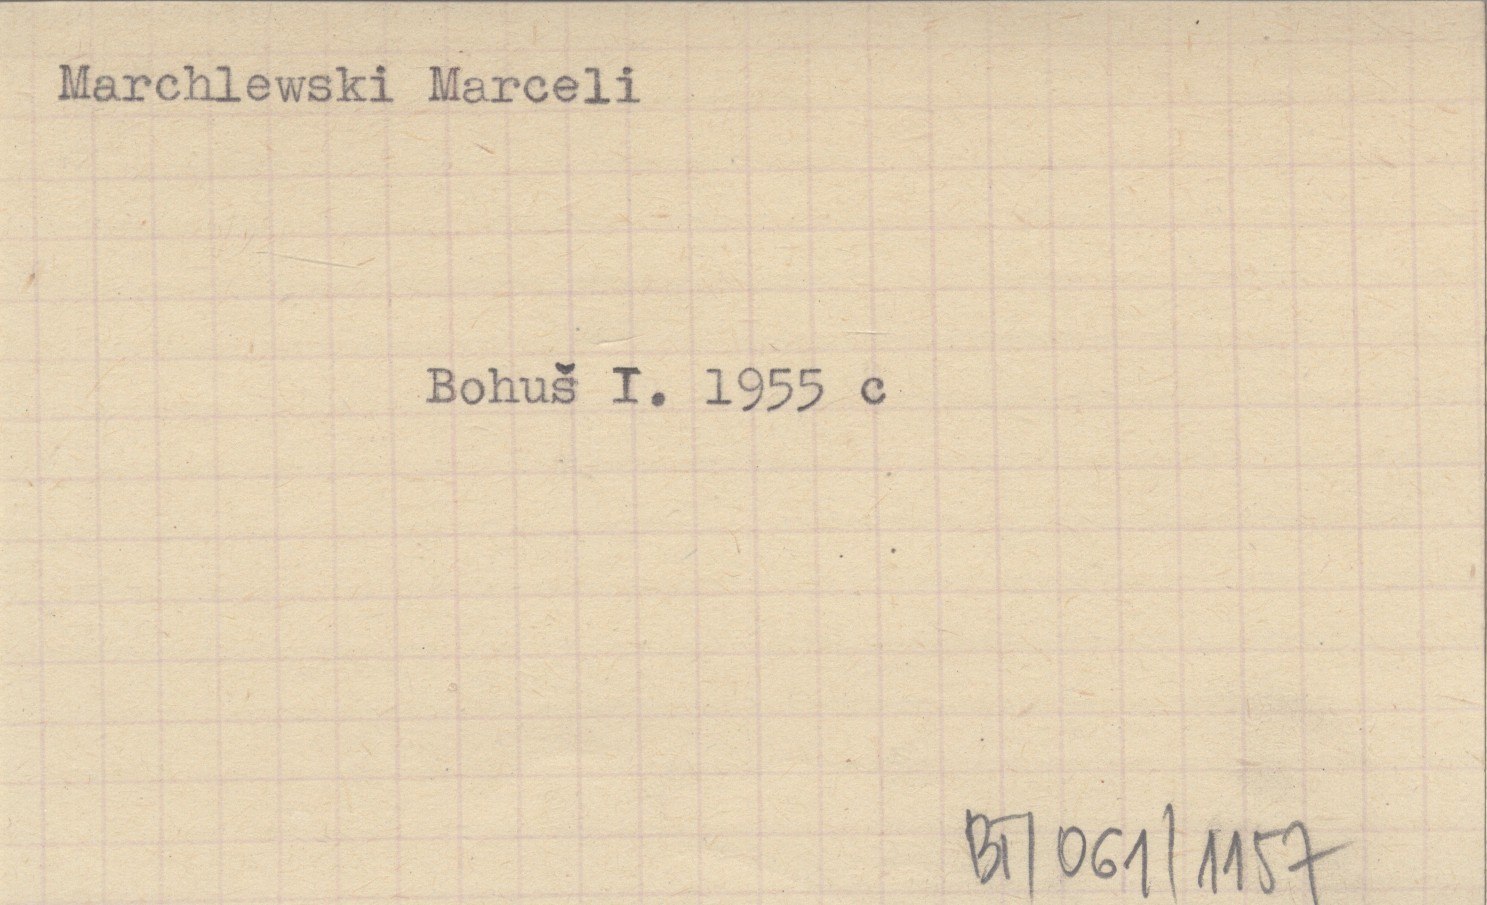 Marchlewski Marceli
Bohuš I. 1955 c
BT/061/1157